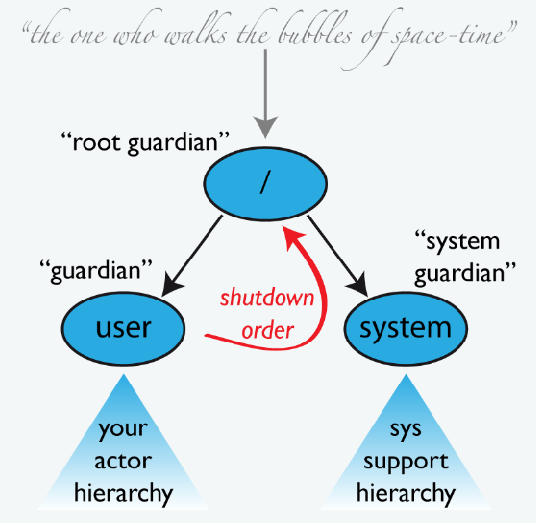 “the one who walks the bubbles of space-time”
“root guardian”
/
“guardian”
“system
guardian”
shutdown
order
user
system
your
actor
hierarchy
sys
support
hierarchy